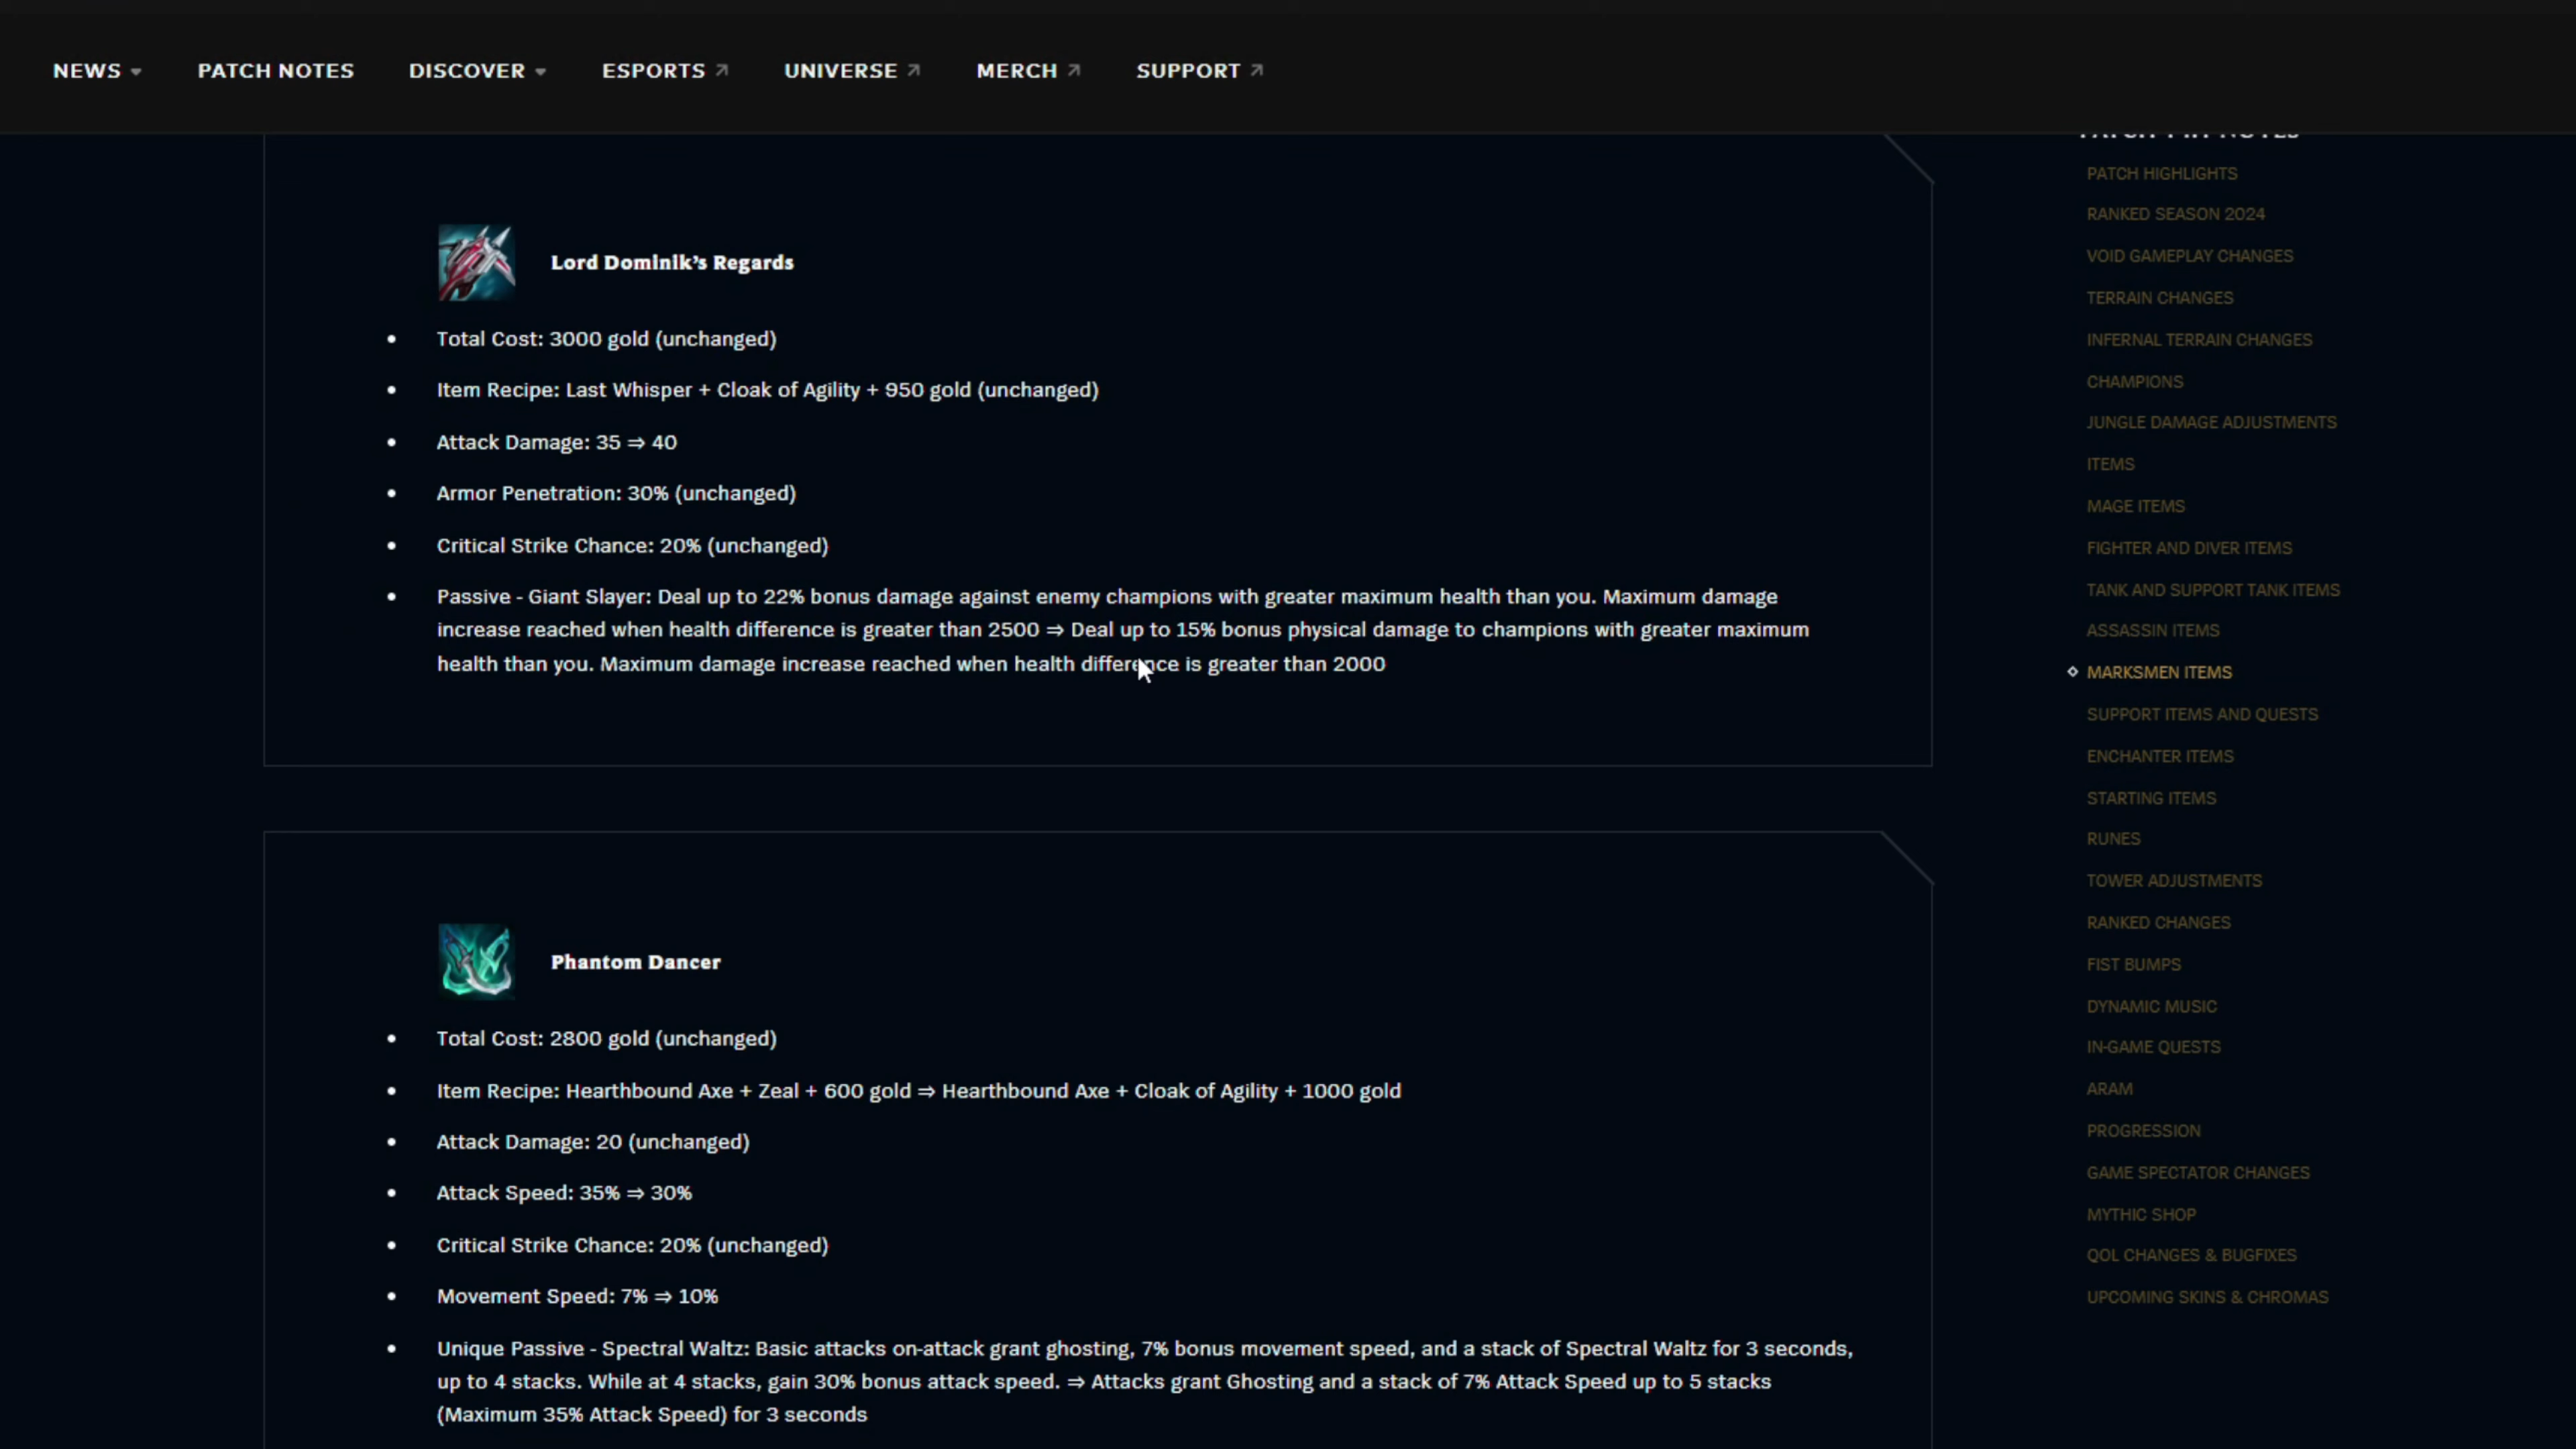 NEWS PATCH NOTES DISCOVER ESPORTS UNIVERSE MERCH SUPPORT
Lord Dominik's Regards
Total Cost: 3000 gold (unchanged)
Item Recipe: Last Whisper + Cloak of Agility + 950 gold (unchanged)
Attack Damage: 35 ⇒ 40
Armor Penetration: 30% (unchanged)
Critical Strike Chance: 20% (unchanged)
Passive - Giant Slayer: Deal up to 22% bonus damage against enemy champions with greater maximum health than you. Maximum damage
increase reached when health difference is greater than 2500 ⇒ Deal up to 15% bonus physical damage to champions with greater maximum
health than you. Maximum damage increase reached when health difference is greater than 2000
Phantom Dancer
Total Cost: 2800 gold (unchanged)
Item Recipe: Hearthbound Axe + Zeal + 600 gold ⇒ Hearthbound Axe + Cloak of Agility + 1000 gold
Attack Damage: 20 (unchanged)
Attack Speed: 35% ⇒ 30%
Critical Strike Chance: 20% (unchanged)
Movement Speed: 7% ⇒ 10%
Unique Passive - Spectral Waltz: Basic attacks on-attack grant ghosting, 7% bonus movement speed, and a stack of Spectral Waltz for 3 seconds,
up to 4 stacks. While at 4 stacks, gain 30% bonus attack speed. ⇒ Attacks grant Ghosting and a stack of 7% Attack Speed up to 5 stacks
(Maximum 35% Attack Speed) for 3 seconds
PATCH HIGHLIGHTS
RANKED SEASON 2024
VOID GAMEPLAY CHANGES
TERRAIN CHANGES
INFERNAL TERRAIN CHANGES
CHAMPIONS
JUNGLE DAMAGE ADJUSTMENTS
ITEMS
MAGE ITEMS
FIGHTER AND DIVER ITEMS
TANK AND SUPPORT TANK ITEMS
ASSASSIN ITEMS
MARKSMEN ITEMS
SUPPORT ITEMS AND QUESTS
ENCHANTER ITEMS
STARTING ITEMS
RUNES
TOWER ADJUSTMENTS
RANKED CHANGES
FIST BUMPS
DYNAMIC MUSIC
IN-GAME QUESTS
ARAM
PROGRESSION
GAME SPECTATOR CHANGES
MYTHIC SHOP
QOL CHANGES & BUGFIXES
UPCOMING SKINS & CHROMAS